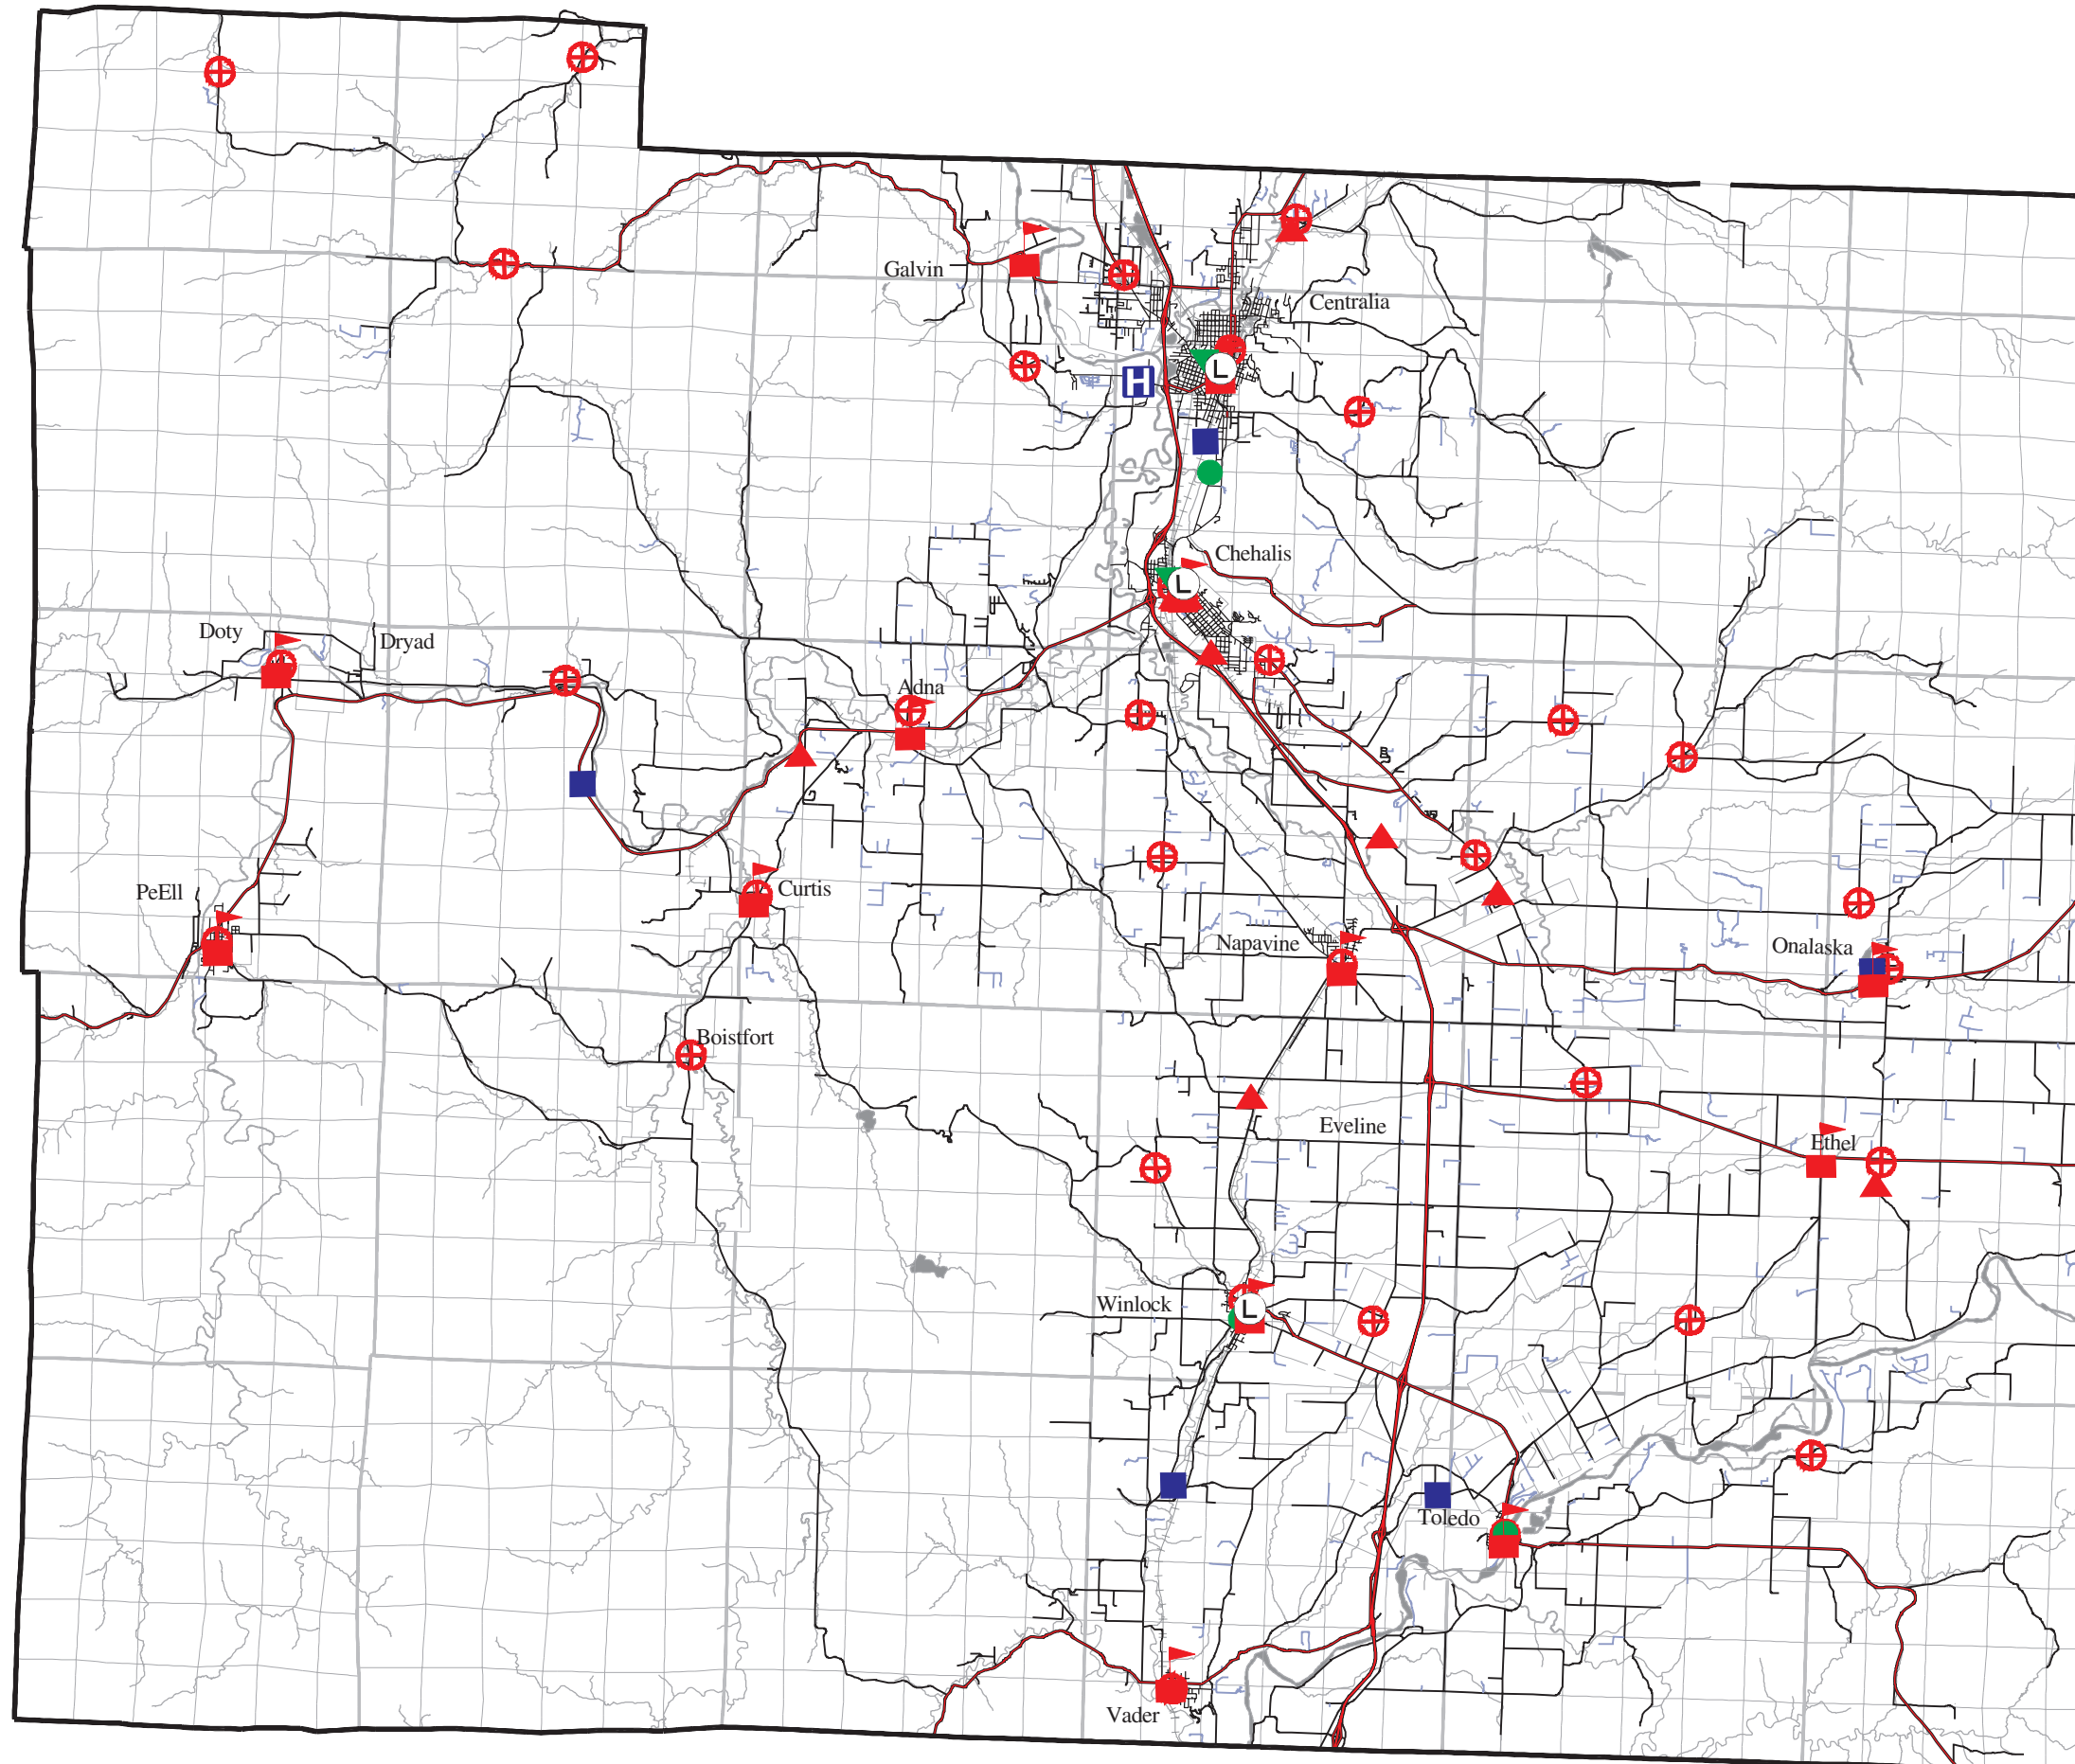 Galvin
Centralia
L
H
Chehalis
L
Doty
Dryad
Adna
PeEll
Curtis
Napavine
Onalaska
Boistfort
Eveline
Ethel
Winlock
L
Toledo
Vader